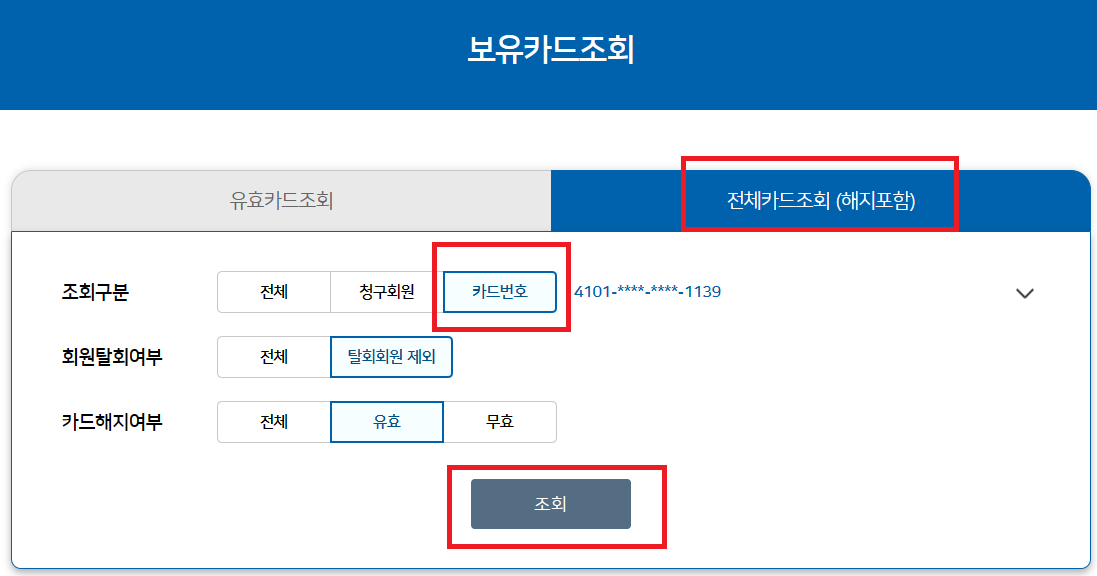 보유카드조회
유효카드조회 전체카드조회 (해지포함)
조회구분 전체 청구회원 카드번호 4101-****-****-1139
회원탈회여부 전체 탈회회원 제외
카드해지여부 전체 유효 무효
조회